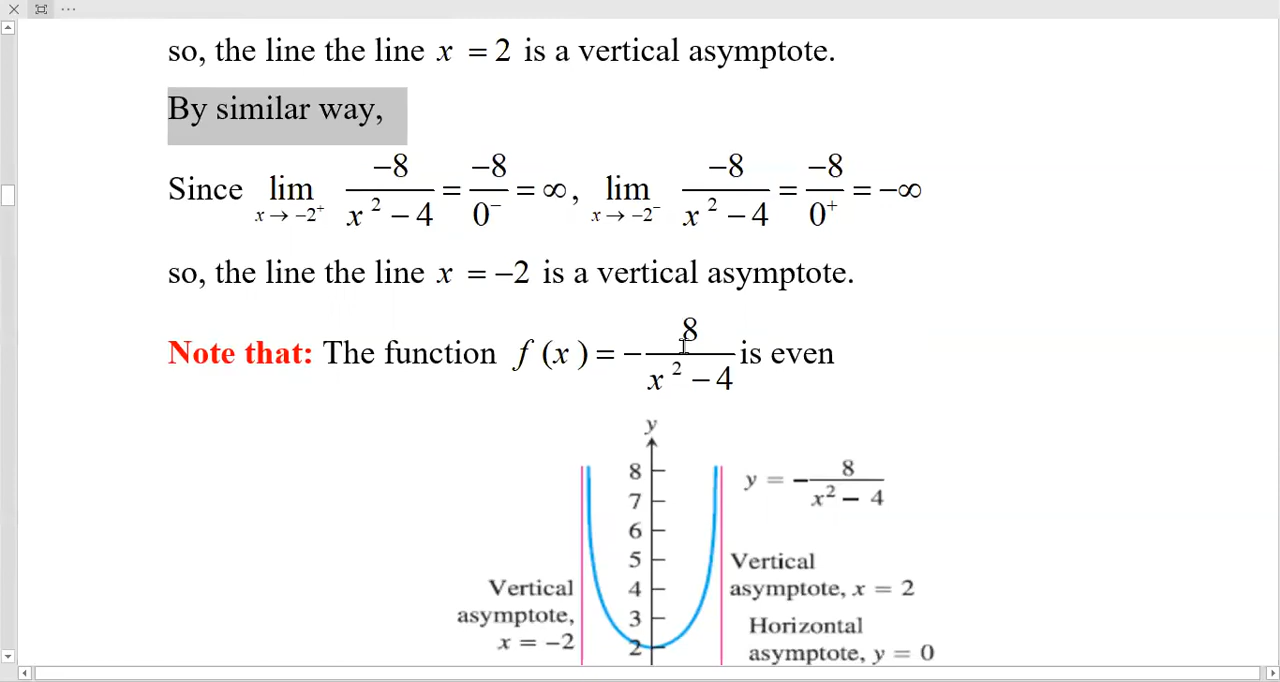 so, the line the line x = 2 is a vertical asymptote.
By similar way,
Since lim x→−2⁺ −8/(x² − 4) = −8/0⁻ = ∞, lim x→−2⁻ −8/(x² − 4) = −8/0⁺ = −∞
so, the line the line x = −2 is a vertical asymptote.
Note that: The function f(x) = −8/(x² − 4) is even
y
8
y = −8/(x² − 4)
7
6
5
Vertical
asymptote, x = 2
4
Vertical
asymptote,
x = −2
3
Horizontal
asymptote, y = 0
2